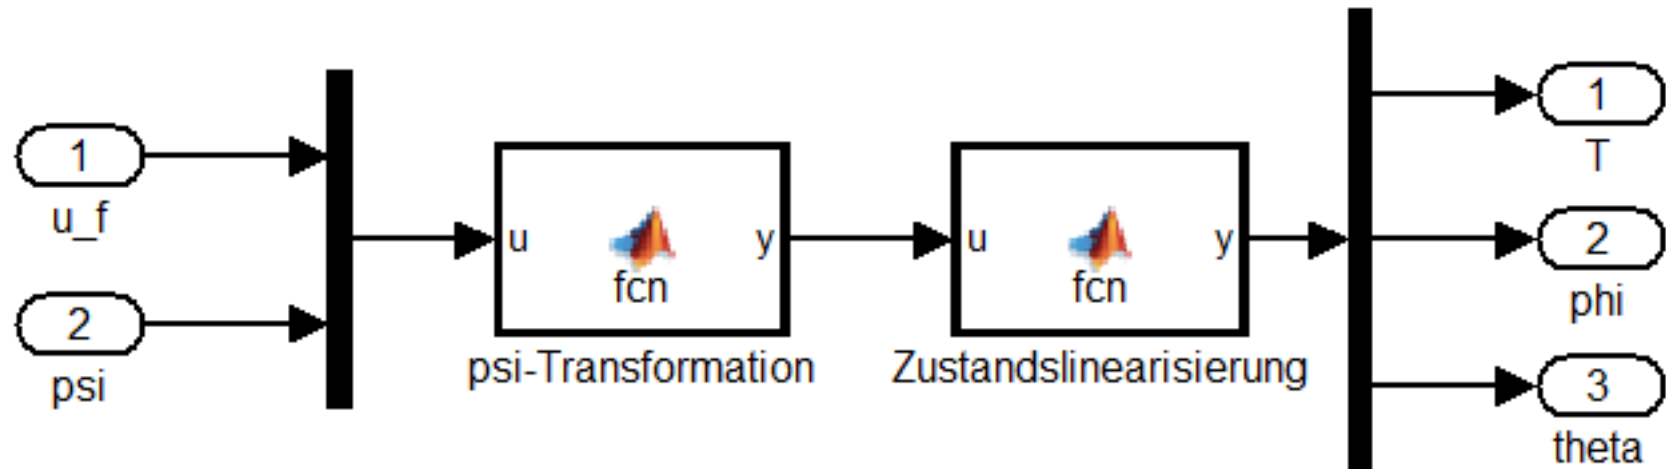 1
u_f
2
psi
u
fcn
y
psi-Transformation
u
fcn
y
Zustandslinearisierung
1
T
2
phi
3
theta